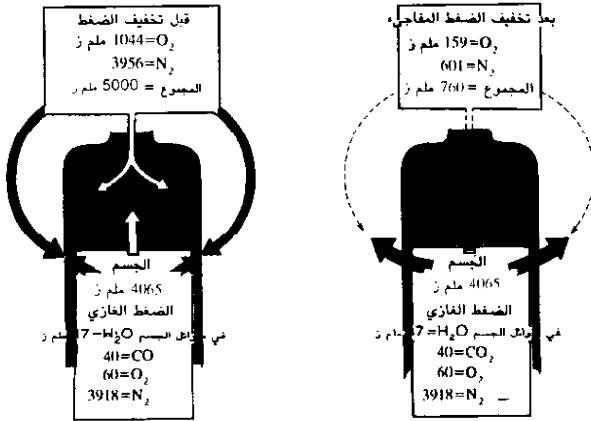 قبل تخفيف الضغط
1044=O₂ ملم ز
3956=N₂
المجموع = 5000 ملم ز
الجسم
4065 ملم ز
الضغط الغازي
في سوائل الجسم 47=H₂O ملم ز
40=CO
60=O₂
3918=N₂
بعد تخفيف الضغط المفاجيء
159=O₂ ملم ز
601=N₂
المجموع = 760 ملم ز
الجسم
4065 ملم ز
الضغط الغازي
في سوائل الجسم 7=H₂O ملم ز
40=CO₂
60=O₂
3918=N₂